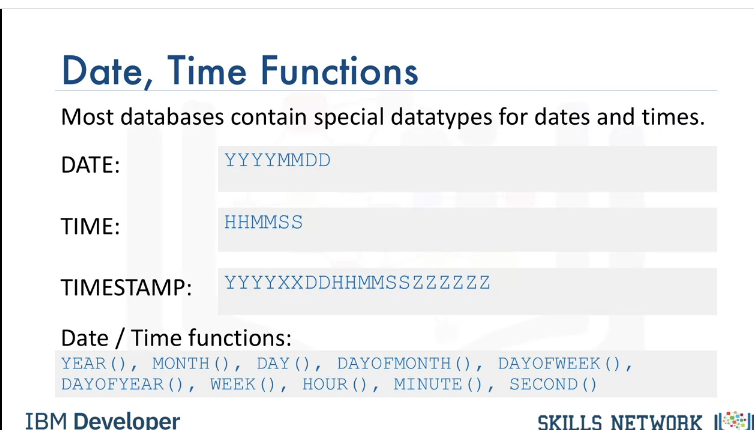 Date, Time Functions
Most databases contain special datatypes for dates and times.
DATE: YYYYMMDD
TIME: HHMMSS
TIMESTAMP: YYYYXXDDHHMMSSZZZZZZ
Date / Time functions:
YEAR(), MONTH(), DAY(), DAYOFMONTH(), DAYOFWEEK(),
DAYOFYEAR(), WEEK(), HOUR(), MINUTE(), SECOND()
IBM Developer SKILLS NETWORK